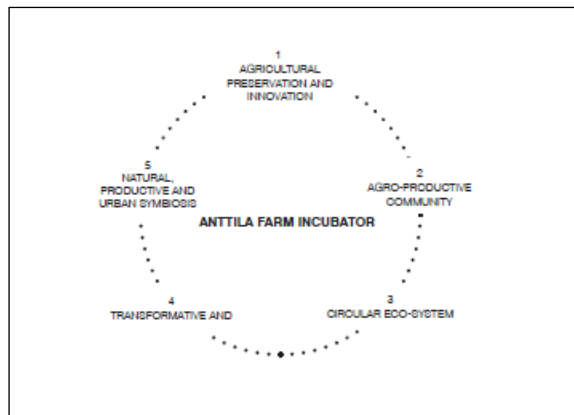 1
AGRICULTURAL
PRESERVATION AND
INNOVATION
5
NATURAL,
PRODUCTIVE AND
URBAN SYMBIOSIS
2
AGRO-PRODUCTIVE
COMMUNITY
ANTTILA FARM INCUBATOR
4
TRANSFORMATIVE AND
3
CIRCULAR ECO-SYSTEM